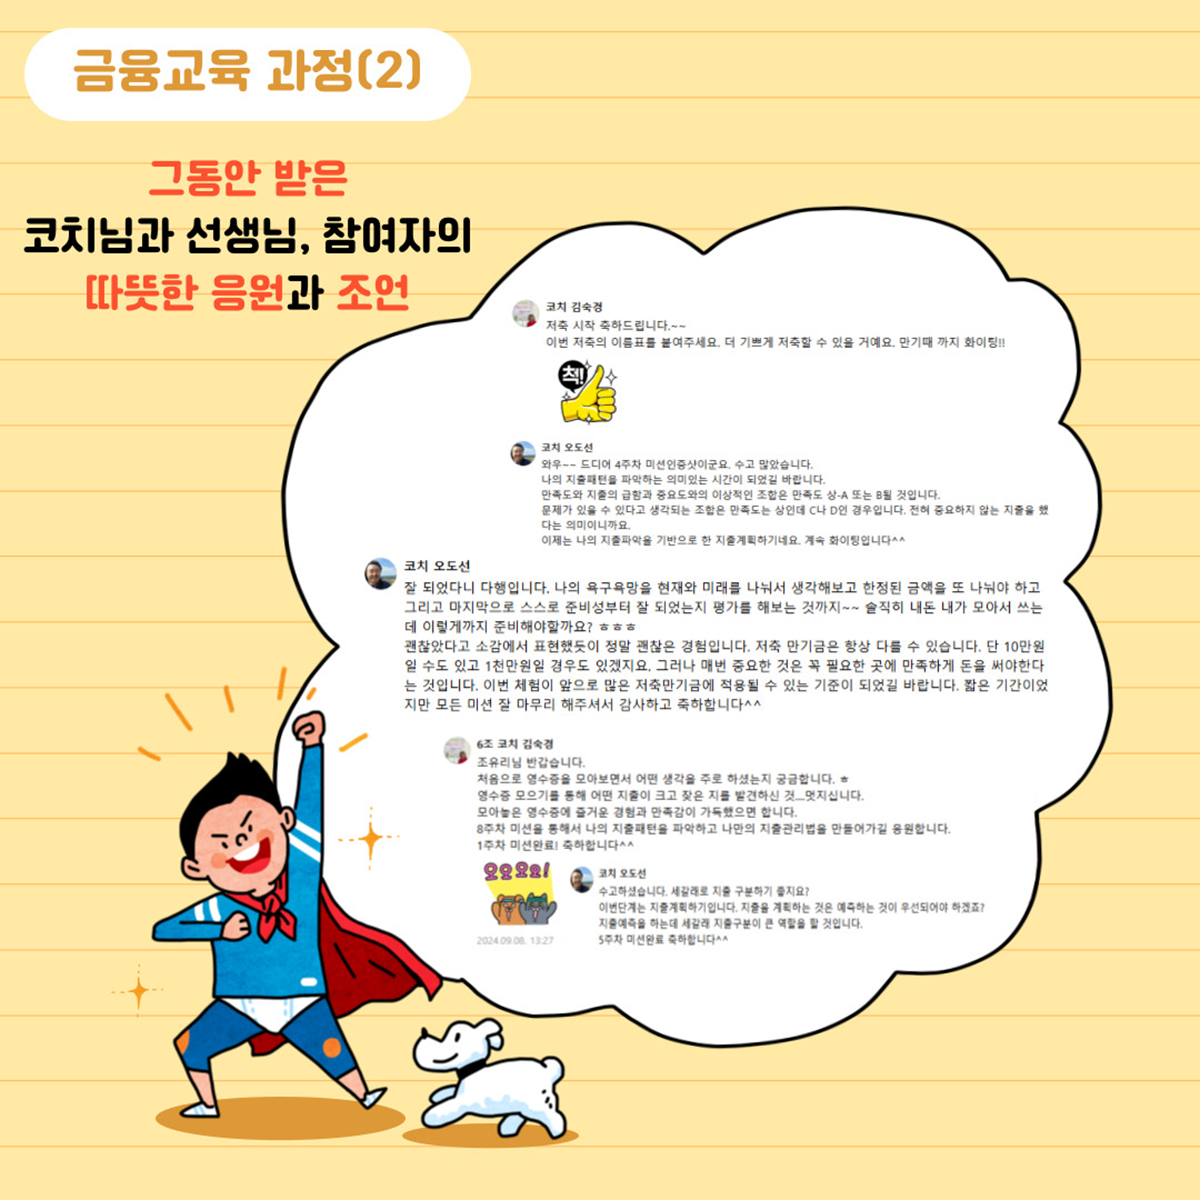 금융교육 과정(2)
그동안 받은
코치님과 선생님, 참여자의
따뜻한 응원과 조언
코치 김숙경
저축 시작 축하드립니다.~~
이번 저축의 이름표를 붙여주세요. 더 기쁘게 저축할 수 있을 거예요. 만기때 까지 화이팅!!
척!
코치 오도선
와우~~ 드디어 4주차 미션인증샷이군요. 수고 많았습니다.
나의 지출패턴을 파악하는 의미있는 시간이 되었길 바랍니다.
만족도와 지출의 급함과 중요도와의 이상적인 조합은 만족도 상-A 또는 B될 것입니다.
문제가 있을 수 있다고 생각되는 조합은 만족도는 상인데 C나 D인 경우입니다. 전혀 중요하지 않는 지출을 했
다는 의미이니까요.
이제는 나의 지출파악을 기반으로 한 지출계획하기네요. 계속 화이팅입니다^^
코치 오도선
잘 되었다니 다행입니다. 나의 욕구욕망을 현재와 미래를 나눠서 생각해보고 한정된 금액을 또 나눠야 하고
그리고 마지막으로 스스로 준비성부터 잘 되었는지 평가를 해보는 것까지~~ 솔직히 내돈 내가 모아서 쓰는
데 이렇게까지 준비해야할까요? ㅎㅎㅎ
괜찮았다고 소감에서 표현했듯이 정말 괜찮은 경험입니다. 저축 만기금은 항상 다를 수 있습니다. 단 10만원
일 수도 있고 1천만원일 경우도 있겠지요. 그러나 매번 중요한 것은 꼭 필요한 곳에 만족하게 돈을 써야한다
는 것입니다. 이번 체험이 앞으로 많은 저축만기금에 적용될 수 있는 기준이 되었길 바랍니다. 짧은 기간이었
지만 모든 미션 잘 마무리 해주셔서 감사하고 축하합니다^^
6조 코치 김숙경
조유리님 반갑습니다.
처음으로 영수증을 모아보면서 어떤 생각을 주로 하셨는지 궁금합니다. ㅎ
영수증 모으기를 통해 어떤 지출이 크고 잦은 지를 발견하신 것...멋지십니다.
모아놓은 영수증에 즐거운 경험과 만족감이 가득했으면 합니다.
8주차 미션을 통해서 나의 지출패턴을 파악하고 나만의 지출관리법을 만들어가길 응원합니다.
1주차 미션완료! 축하합니다^^
오오오오!
2024.09.08. 13:27
코치 오도선
수고하셨습니다. 세갈래로 지출 구분하기 좋지요?
이번단계는 지출계획하기입니다. 지출을 계획하는 것은 예측하는 것이 우선되어야 하겠죠?
지출예측을 하는데 세갈래 지출구분이 큰 역할을 할 것입니다.
5주차 미션완료 축하합니다^^